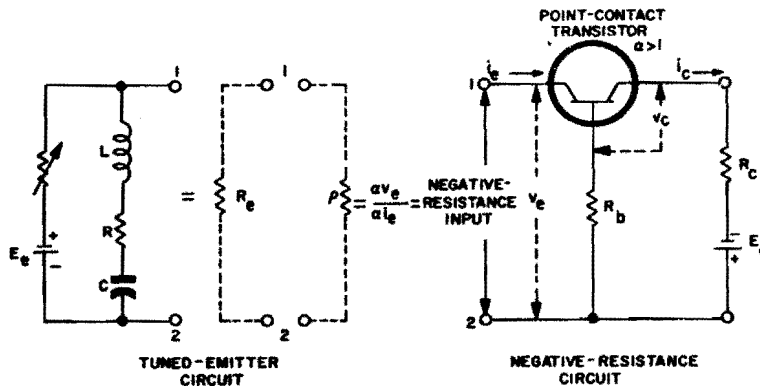 POINT-CONTACT
TRANSISTOR
α>1
1
1
1
i_e
i_c
v_c
L
R
C
E_e
+
-
=
R_e
ρ = αv_e / αi_e = NEGATIVE-
RESISTANCE
INPUT
v_e
R_b
R_c
-
+
2
2
2
TUNED-EMITTER
CIRCUIT
NEGATIVE-RESISTANCE
CIRCUIT